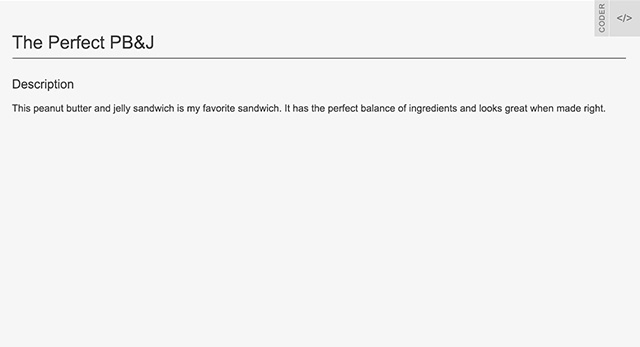 CODER
</>
The Perfect PB&J
Description
This peanut butter and jelly sandwich is my favorite sandwich. It has the perfect balance of ingredients and looks great when made right.